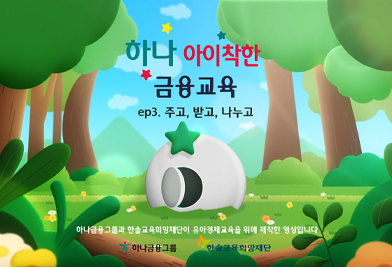 하나 아이착한
금융교육
ep3. 주고, 받고, 나누고
하나금융그룹과 한솔교육희망재단이 유아경제교육을 위해 제작한 영상입니다
하나금융그룹 한솔교육희망재단